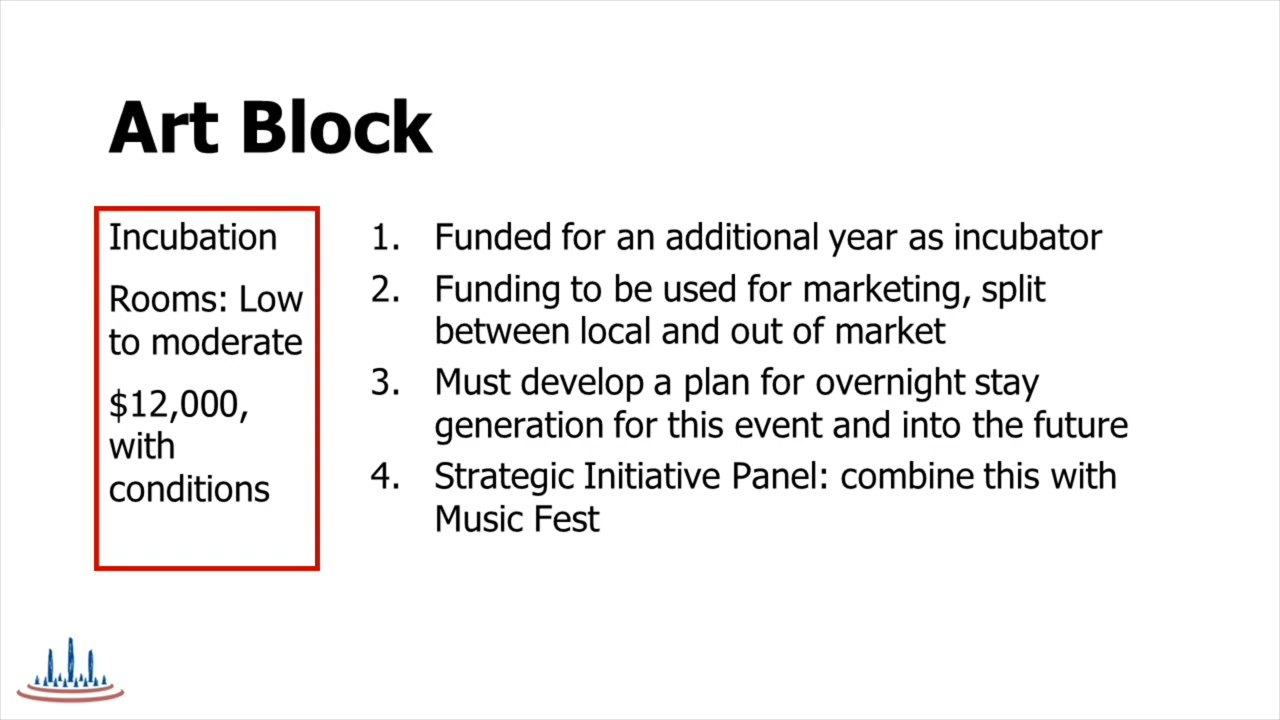 Art Block
Incubation
Rooms: Low
to moderate
$12,000,
with
conditions
1. Funded for an additional year as incubator
2. Funding to be used for marketing, split
between local and out of market
3. Must develop a plan for overnight stay
generation for this event and into the future
4. Strategic Initiative Panel: combine this with
Music Fest